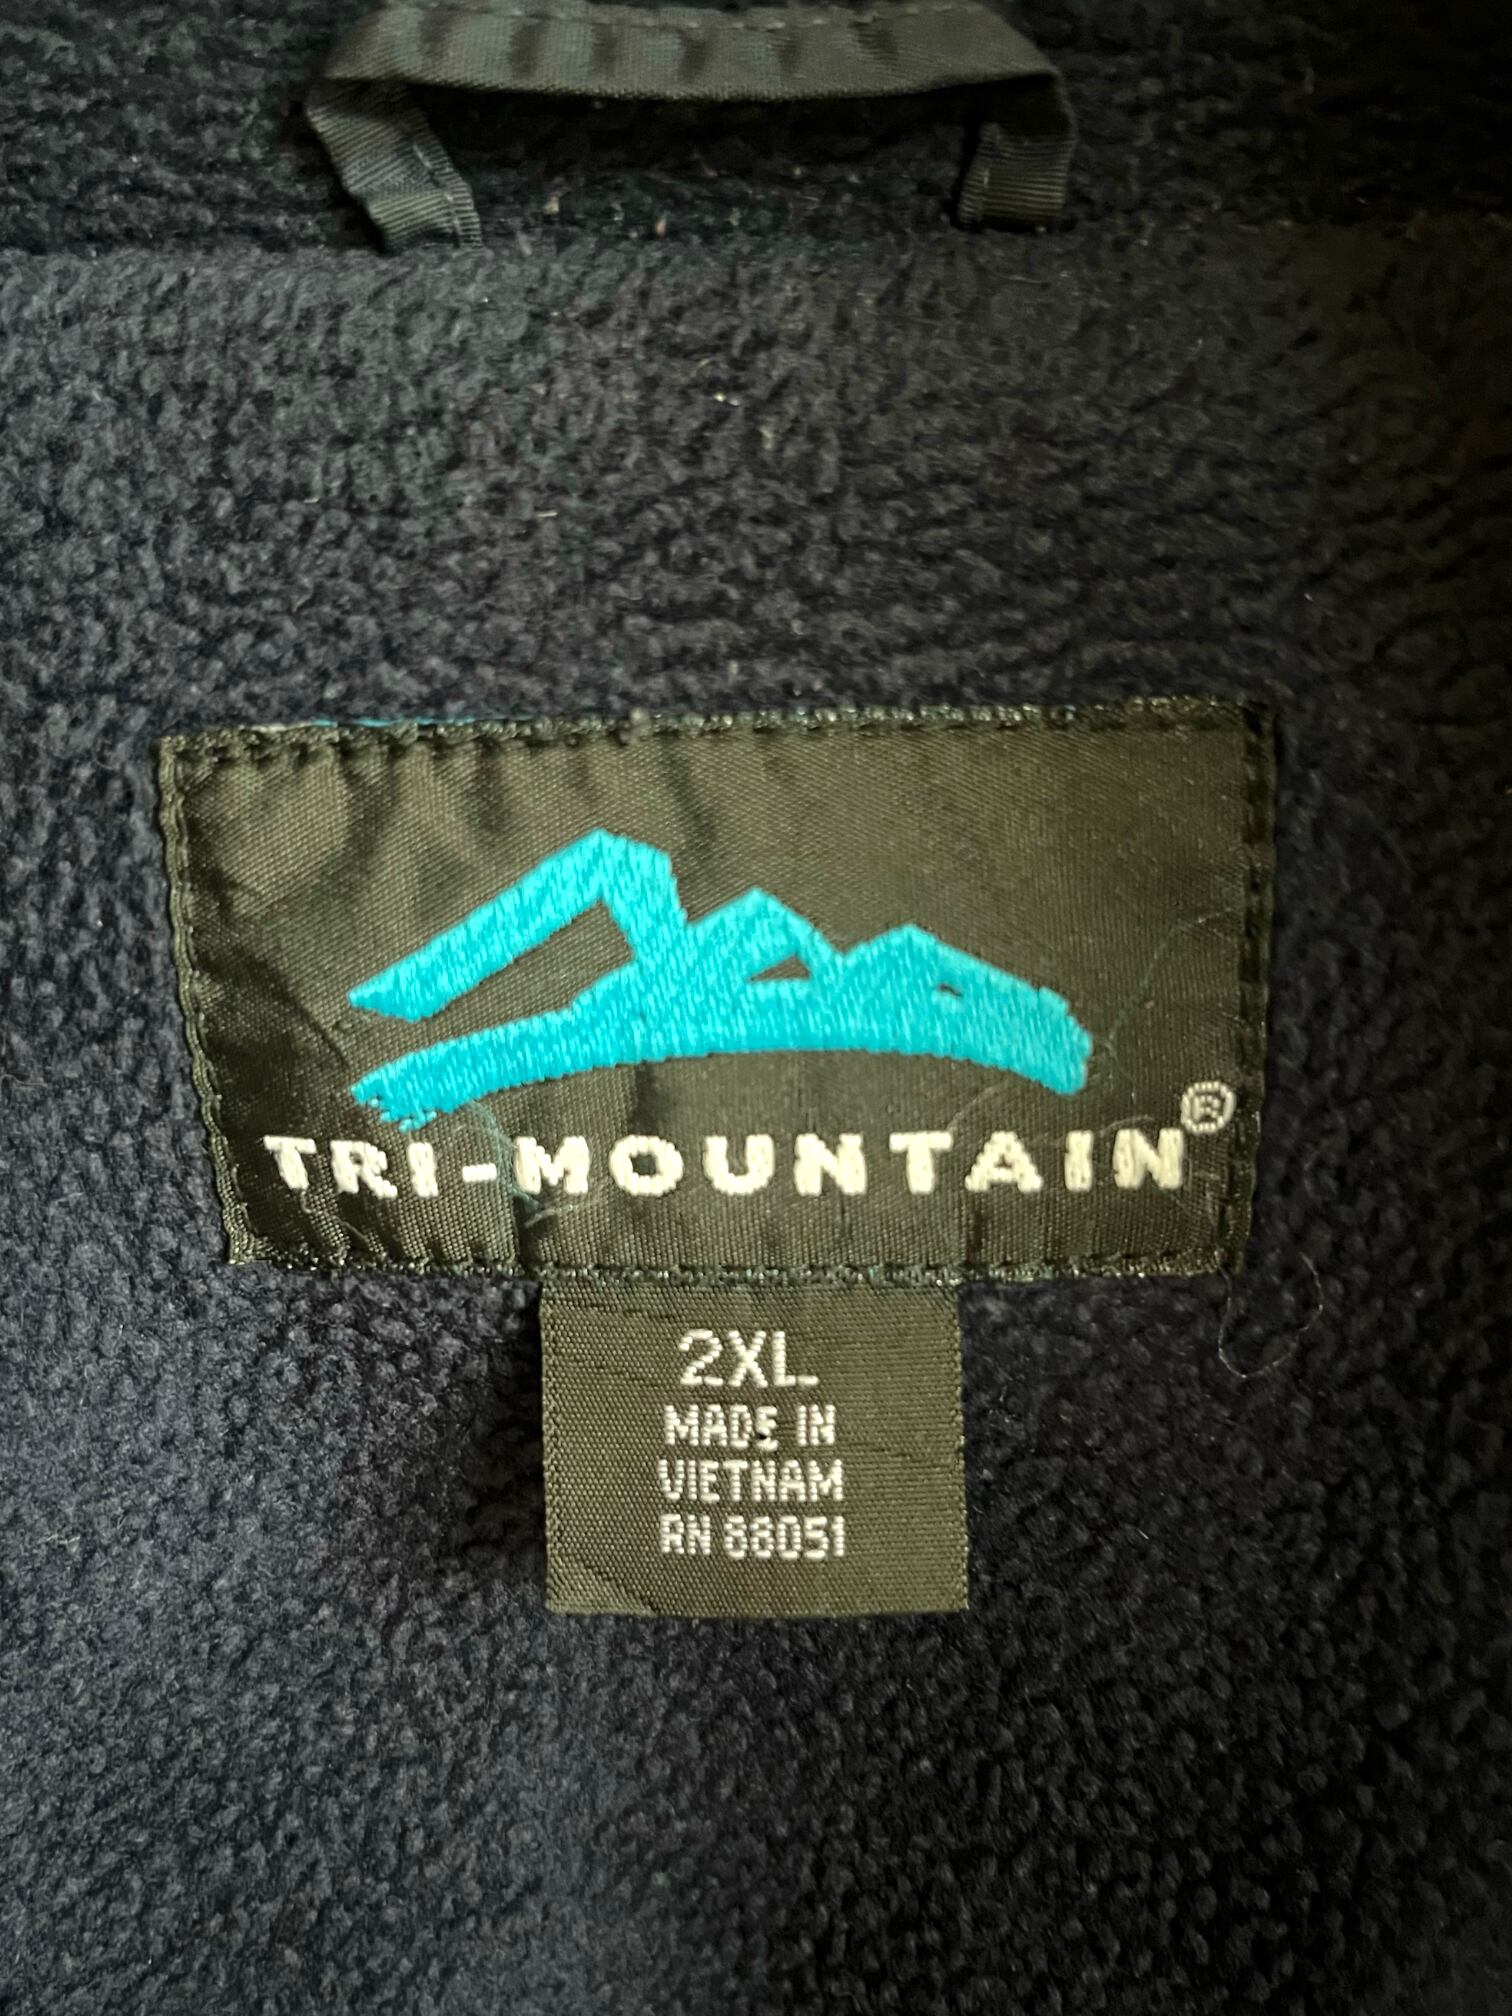 TRI-MOUNTAIN®
2XL
MADE IN
VIETNAM
RN 88051